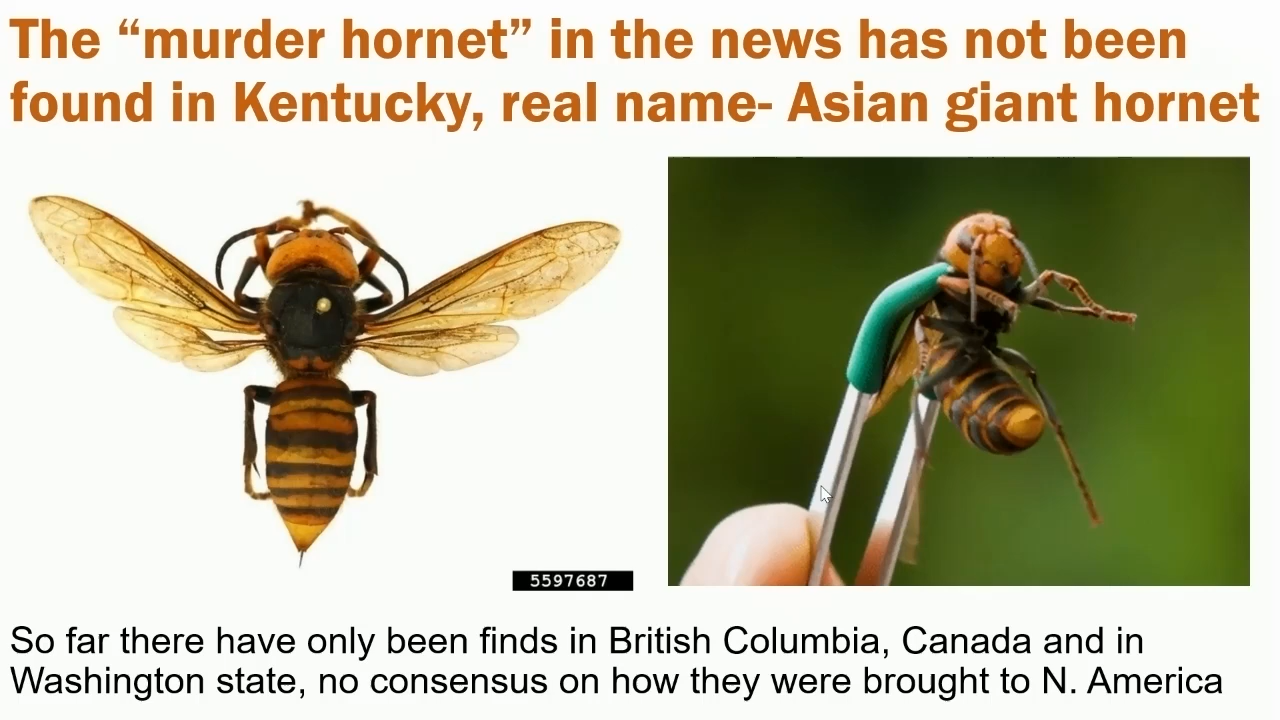 The “murder hornet” in the news has not been
found in Kentucky, real name- Asian giant hornet
5597687
So far there have only been finds in British Columbia, Canada and in
Washington state, no consensus on how they were brought to N. America